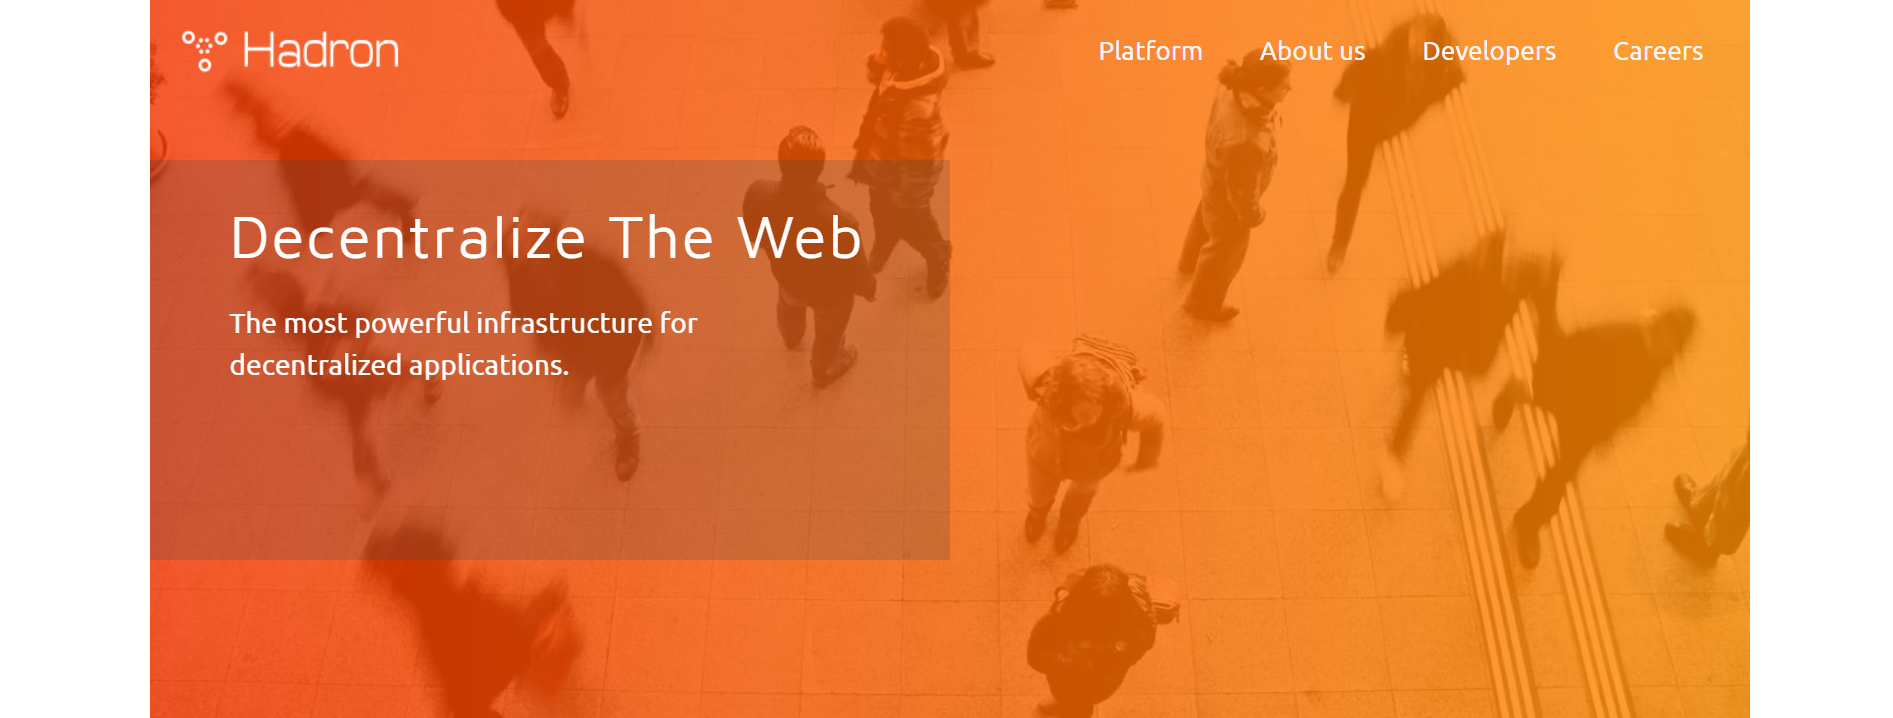 Hadron
Platform
About us
Developers
Careers
Decentralize The Web
The most powerful infrastructure for
decentralized applications.